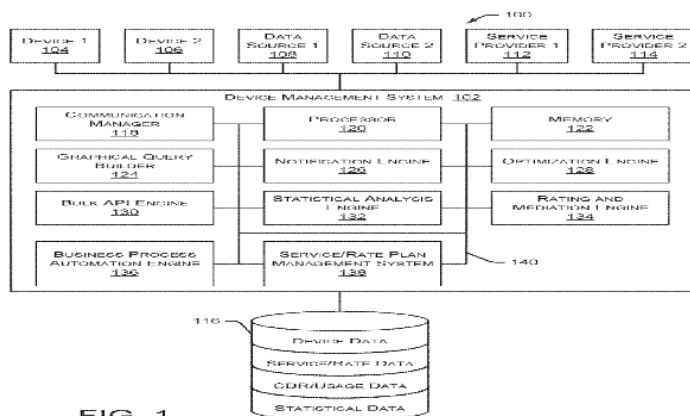 100
DEVICE 1
104
DEVICE 2
106
DATA
SOURCE 1
108
DATA
SOURCE 2
110
SERVICE
PROVIDER 1
112
SERVICE
PROVIDER 2
114
DEVICE MANAGEMENT SYSTEM 102
COMMUNICATION
MANAGER
118
PROCESSOR
120
MEMORY
122
GRAPHICAL QUERY
BUILDER
124
NOTIFICATION ENGINE
126
OPTIMIZATION ENGINE
128
BULK API ENGINE
130
STATISTICAL ANALYSIS
ENGINE
132
RATING AND
MEDIATION ENGINE
134
BUSINESS PROCESS
AUTOMATION ENGINE
136
SERVICE/RATE PLAN
MANAGEMENT SYSTEM
138
140
116
DEVICE DATA
SERVICE/RATE DATA
CDR/USAGE DATA
STATISTICAL DATA
FIG. 1